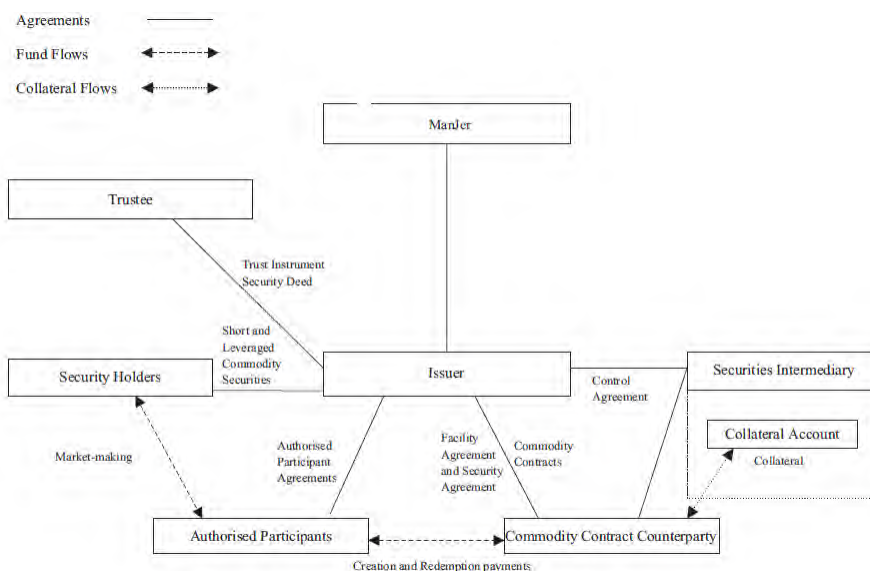 Agreements
Fund Flows
Collateral Flows
ManJer
Trustee
Trust Instrument
Security Deed
Short and
Leveraged
Commodity
Securities
Security Holders
Issuer
Securities Intermediary
Control
Agreement
Collateral Account
Collateral
Authorised
Participant
Agreements
Facility
Agreement
and Security
Agreement
Commodity
Contracts
Market-making
Authorised Participants
Commodity Contract Counterparty
Creation and Redemption payments